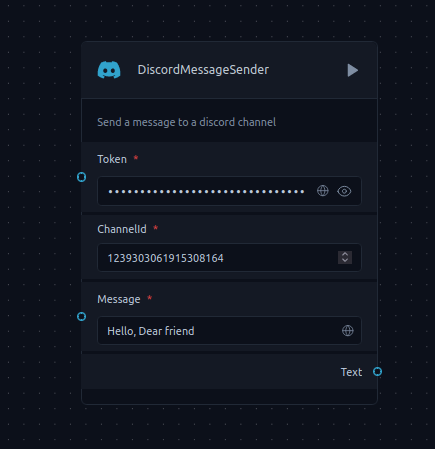 DiscordMessageSender
Send a message to a discord channel
Token *
••••••••••••••••••••••••••••••
ChannelId *
1239303061915308164
Message *
Hello, Dear friend
Text